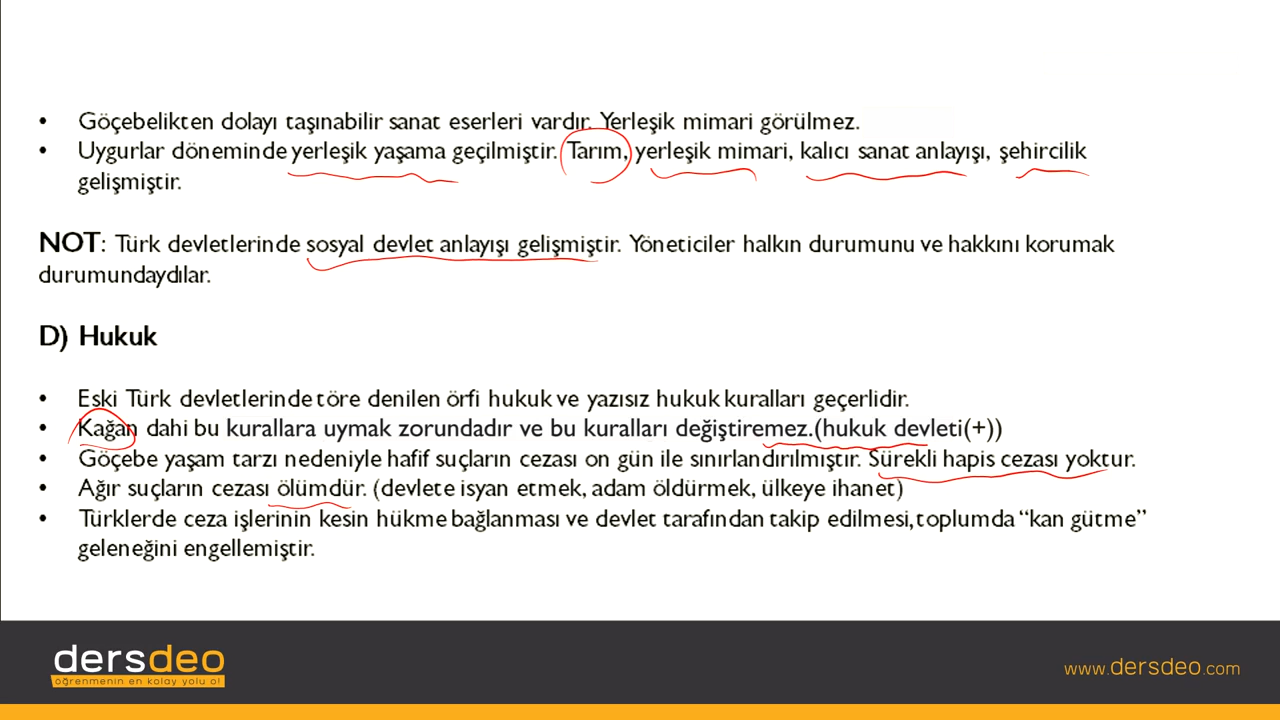 • Göçebelikten dolayı taşınabilir sanat eserleri vardır. Yerleşik mimari görülmez.
• Uygurlar döneminde yerleşik yaşama geçilmiştir. Tarım, yerleşik mimari, kalıcı sanat anlayışı, şehircilik
gelişmiştir.
NOT: Türk devletlerinde sosyal devlet anlayışı gelişmiştir. Yöneticiler halkın durumunu ve hakkını korumak
durumundaydılar.
D) Hukuk
• Eski Türk devletlerinde töre denilen örfi hukuk ve yazısız hukuk kuralları geçerlidir.
• Kağan dahi bu kurallara uymak zorundadır ve bu kuralları değiştiremez.(hukuk devleti(+))
• Göçebe yaşam tarzı nedeniyle hafif suçların cezası on gün ile sınırlandırılmıştır. Sürekli hapis cezası yoktur.
• Ağır suçların cezası ölümdür. (devlete isyan etmek, adam öldürmek, ülkeye ihanet)
• Türklerde ceza işlerinin kesin hükme bağlanması ve devlet tarafından takip edilmesi,toplumda “kan gütme”
geleneğini engellemiştir.
dersdeo
öğrenmenin en kolay yolu o!
www.dersdeo.com